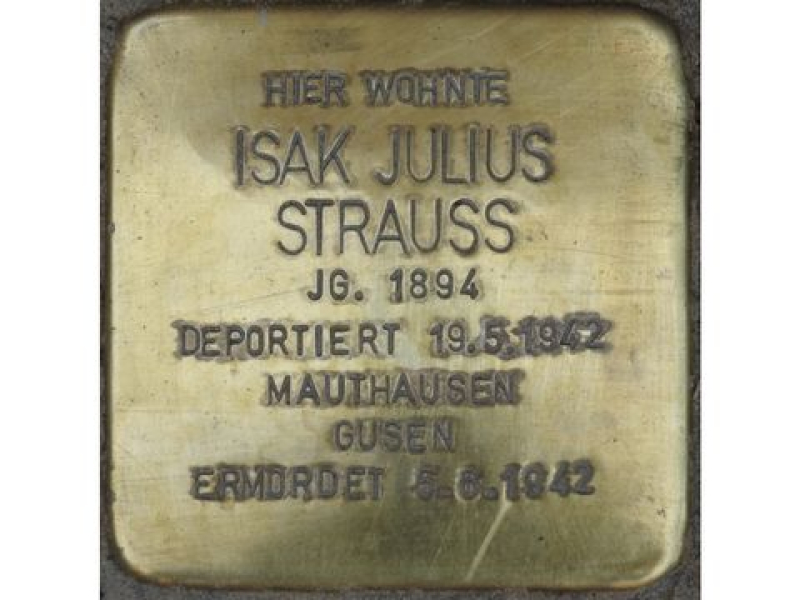 HIER WOHNTE
ISAK JULIUS
STRAUSS
JG. 1894
DEPORTIERT 19.5.1942
MAUTHAUSEN
GUSEN
ERMORDET 5.6.1942